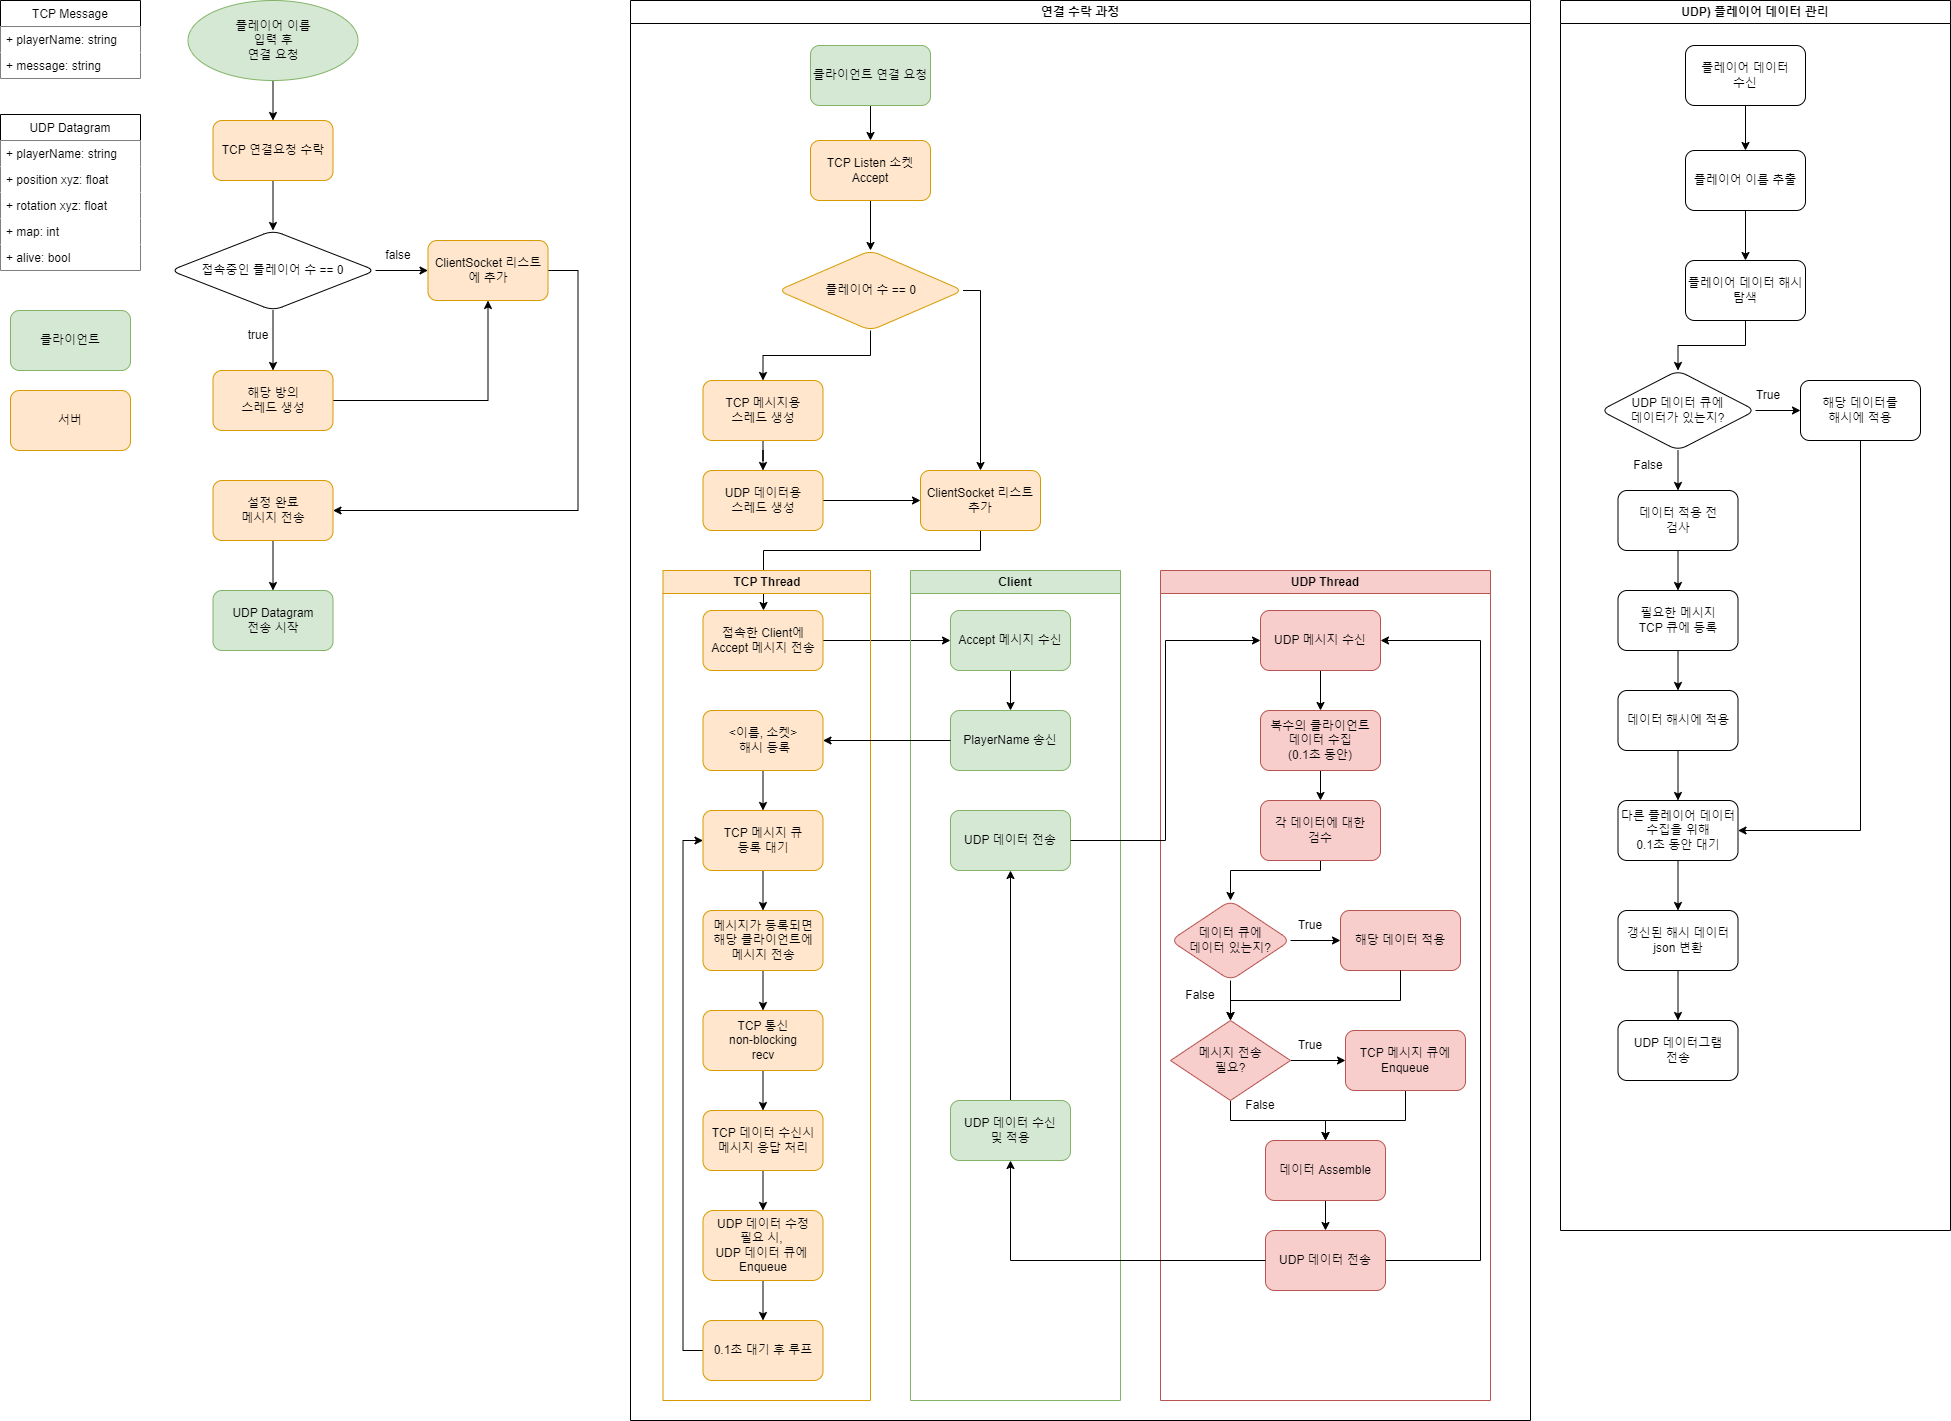 TCP Message
+ playerName: string
+ message: string
UDP Datagram
+ playerName: string
+ position xyz: float
+ rotation xyz: float
+ map: int
+ alive: bool
클라이언트
서버
플레이어 이름
입력 후
연결 요청
TCP 연결요청 수락
접속중인 플레이어 수 == 0
false
true
ClientSocket 리스트
에 추가
해당 방의
스레드 생성
설정 완료
메시지 전송
UDP Datagram
전송 시작
연결 수락 과정
클라이언트 연결 요청
TCP Listen 소켓
Accept
플레이어 수 == 0
TCP 메시지용
스레드 생성
UDP 데이터용
스레드 생성
ClientSocket 리스트
추가
TCP Thread
접속한 Client에
Accept 메시지 전송
<이름, 소켓>
해시 등록
TCP 메시지 큐
등록 대기
메시지가 등록되면
해당 클라이언트에
메시지 전송
TCP 통신
non-blocking
recv
TCP 데이터 수신시
메시지 응답 처리
UDP 데이터 수정
필요 시,
UDP 데이터 큐에
Enqueue
0.1초 대기 후 루프
Client
Accept 메시지 수신
PlayerName 송신
UDP 데이터 전송
UDP 데이터 수신
및 적용
UDP Thread
UDP 메시지 수신
복수의 클라이언트
데이터 수집
(0.1초 동안)
각 데이터에 대한
검수
데이터 큐에
데이터 있는지?
True
해당 데이터 적용
False
메시지 전송
필요?
True
TCP 메시지 큐에
Enqueue
False
데이터 Assemble
UDP 데이터 전송
UDP) 플레이어 데이터 관리
플레이어 데이터
수신
플레이어 이름 추출
플레이어 데이터 해시
탐색
UDP 데이터 큐에
데이터가 있는지?
True
해당 데이터를
해시에 적용
False
데이터 적용 전
검사
필요한 메시지
TCP 큐에 등록
데이터 해시에 적용
다른 플레이어 데이터
수집을 위해
0.1초 동안 대기
갱신된 해시 데이터
json 변환
UDP 데이터그램
전송